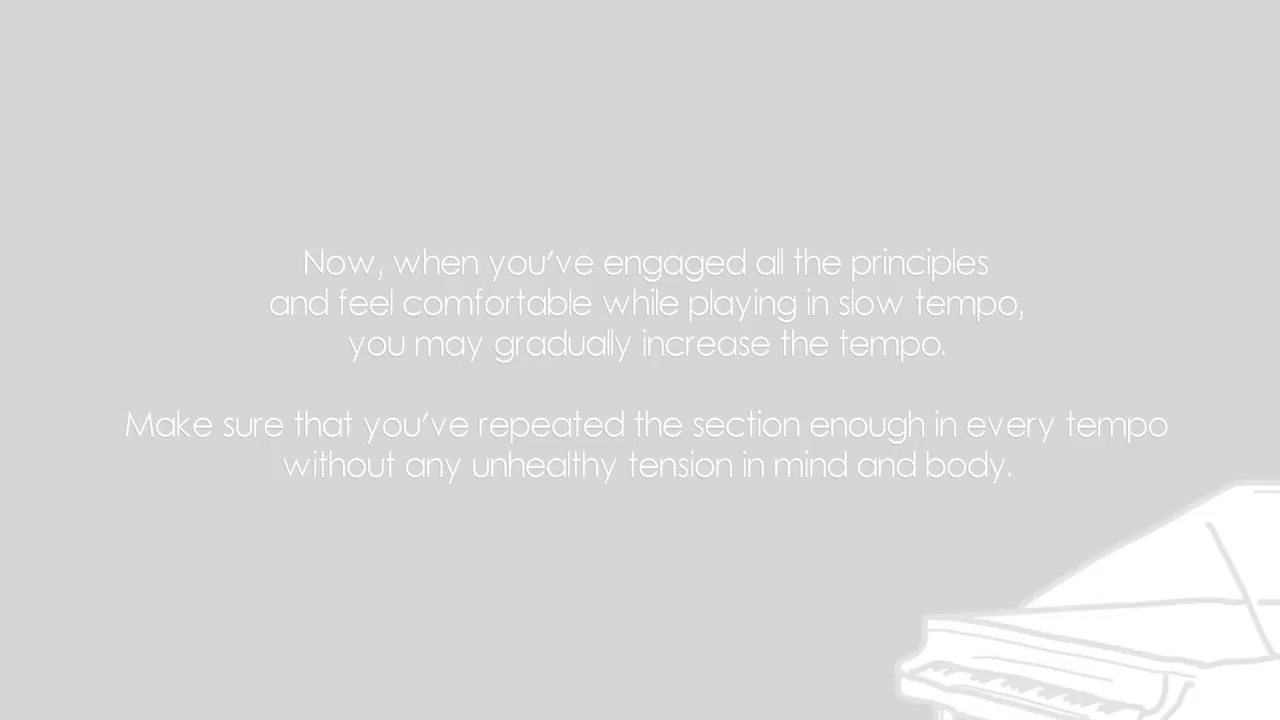 Now, when you've engaged all the principles
and feel comfortable while playing in slow tempo,
you may gradually increase the tempo.
Make sure that you've repeated the section enough in every tempo
without any unhealthy tension in mind and body.